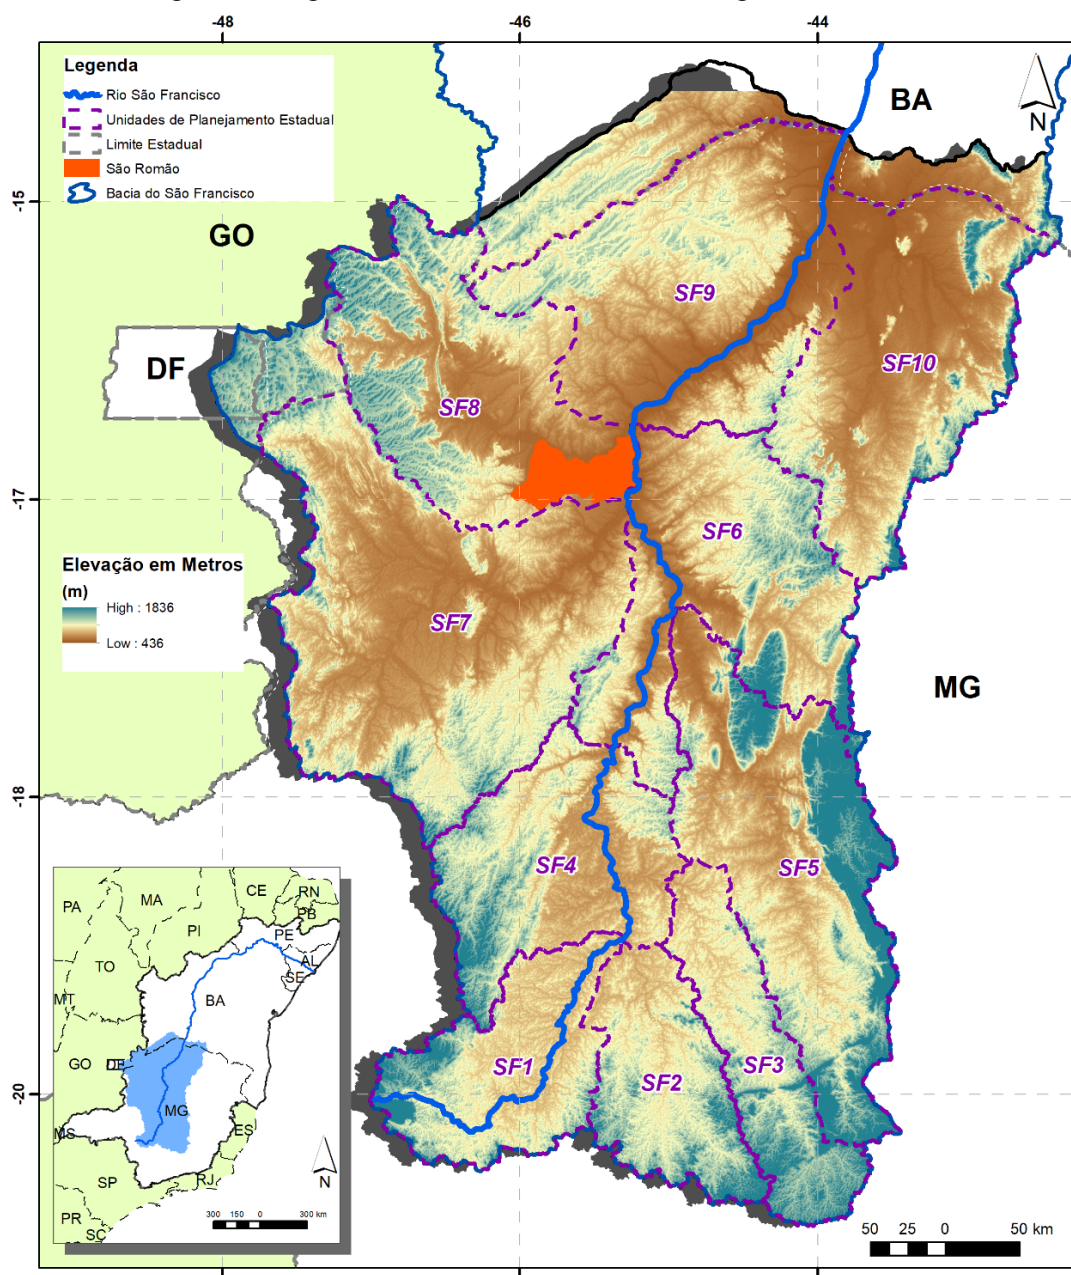 -48
-46
-44
Legenda
Rio São Francisco
Unidades de Planejamento Estadual
Limite Estadual
São Romão
Bacia do São Francisco
BA
N
-15
GO
SF9
DF
SF10
SF8
-17
SF6
Elevação em Metros
(m)
High : 1836
Low : 436
SF7
MG
-18
SF4
SF5
CE
RN
MA
PA
PB
PI
PE
TO
AL
SE
MT
BA
GO
DF
MG
MS
ES
SP
RJ
N
PR
SC
300 150 0 300 km
-20
SF1
SF2
SF3
50 25 0 50 km